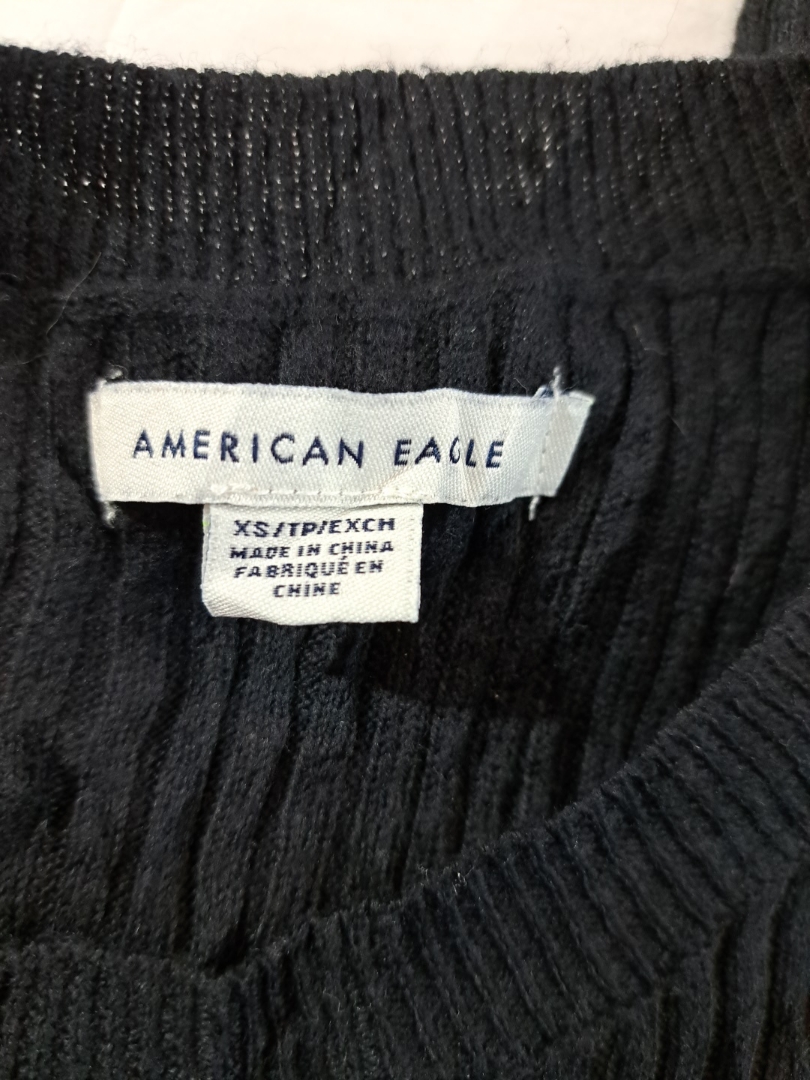 AMERICAN EAGLE
XS/TP/EXCH
MADE IN CHINA
FABRIQUÉ EN
CHINE